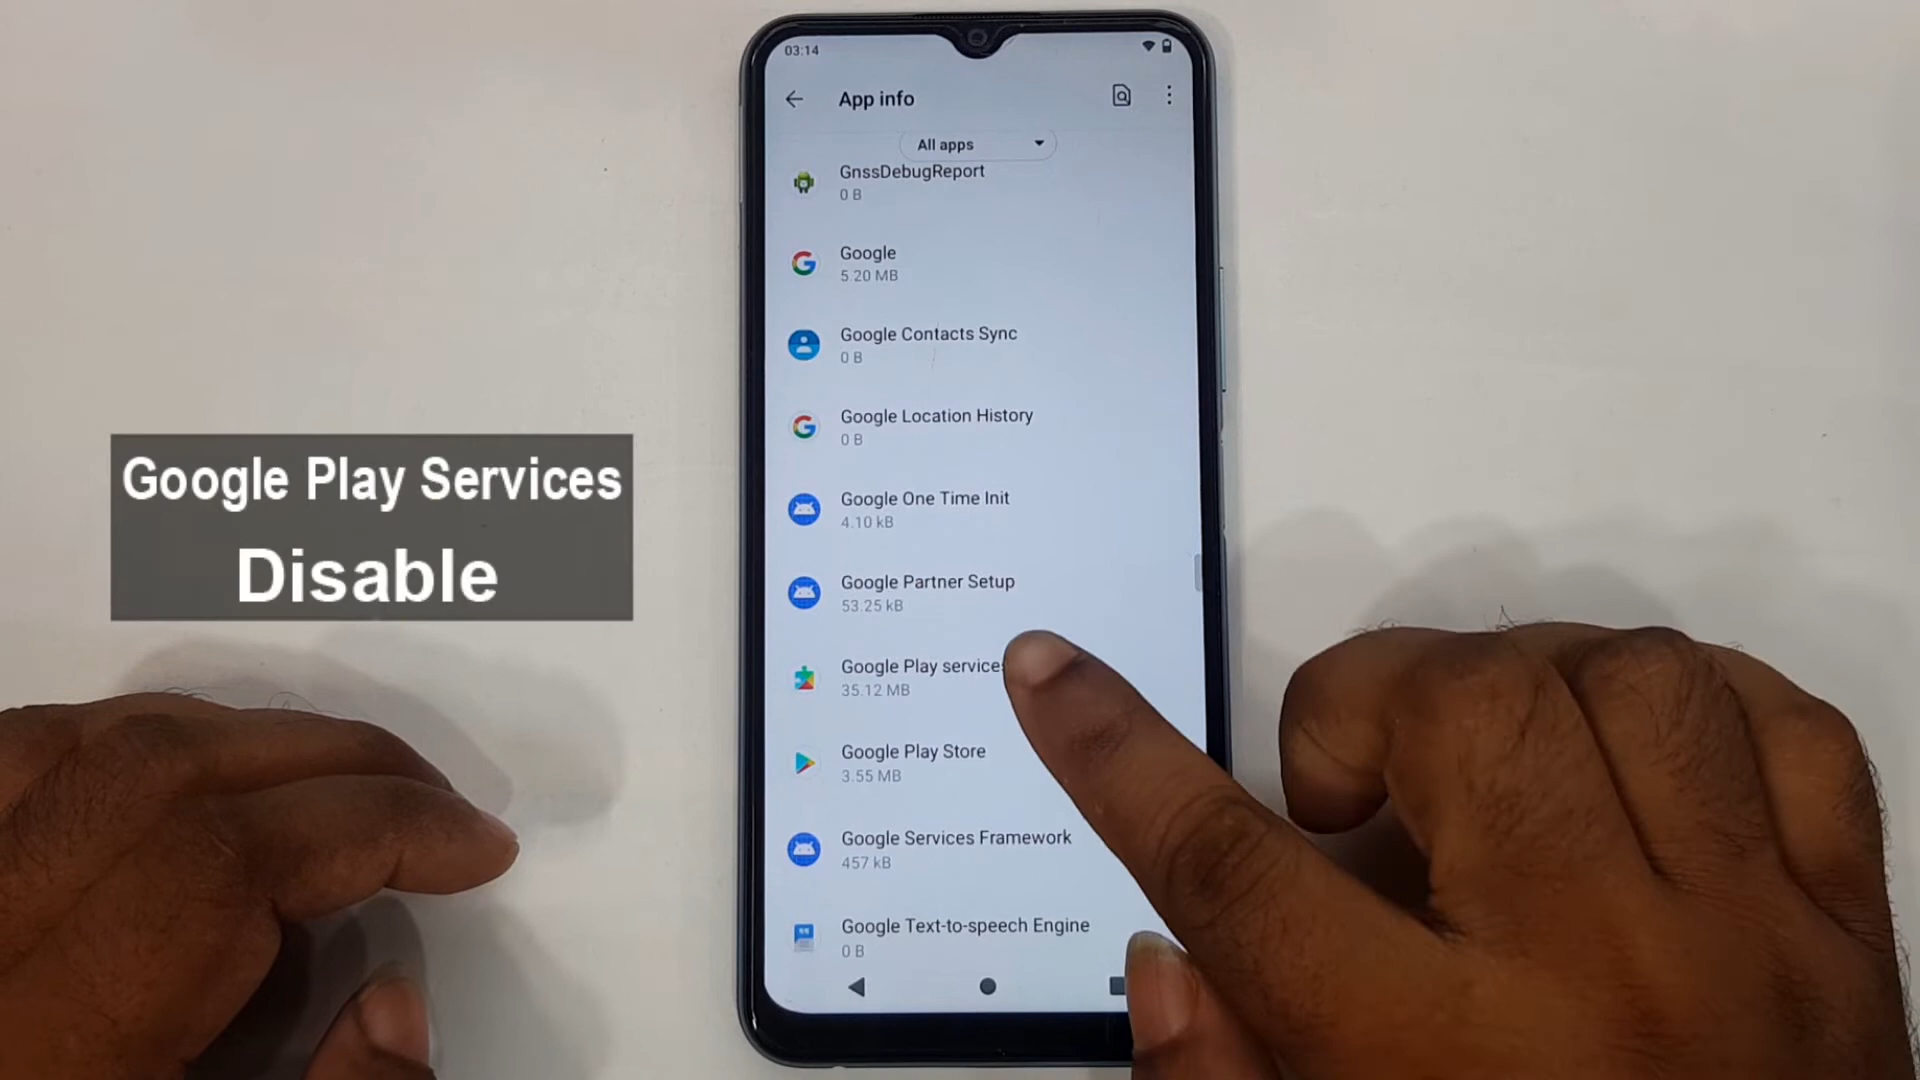 03:14
App info
All apps
GnssDebugReport
0 B
Google
5.20 MB
Google Contacts Sync
0 B
Google Location History
0 B
Google One Time Init
4.10 kB
Google Partner Setup
53.25 kB
Google Play services
35.12 MB
Google Play Store
3.55 MB
Google Services Framework
457 kB
Google Text-to-speech Engine
0 B
Google Play Services
Disable